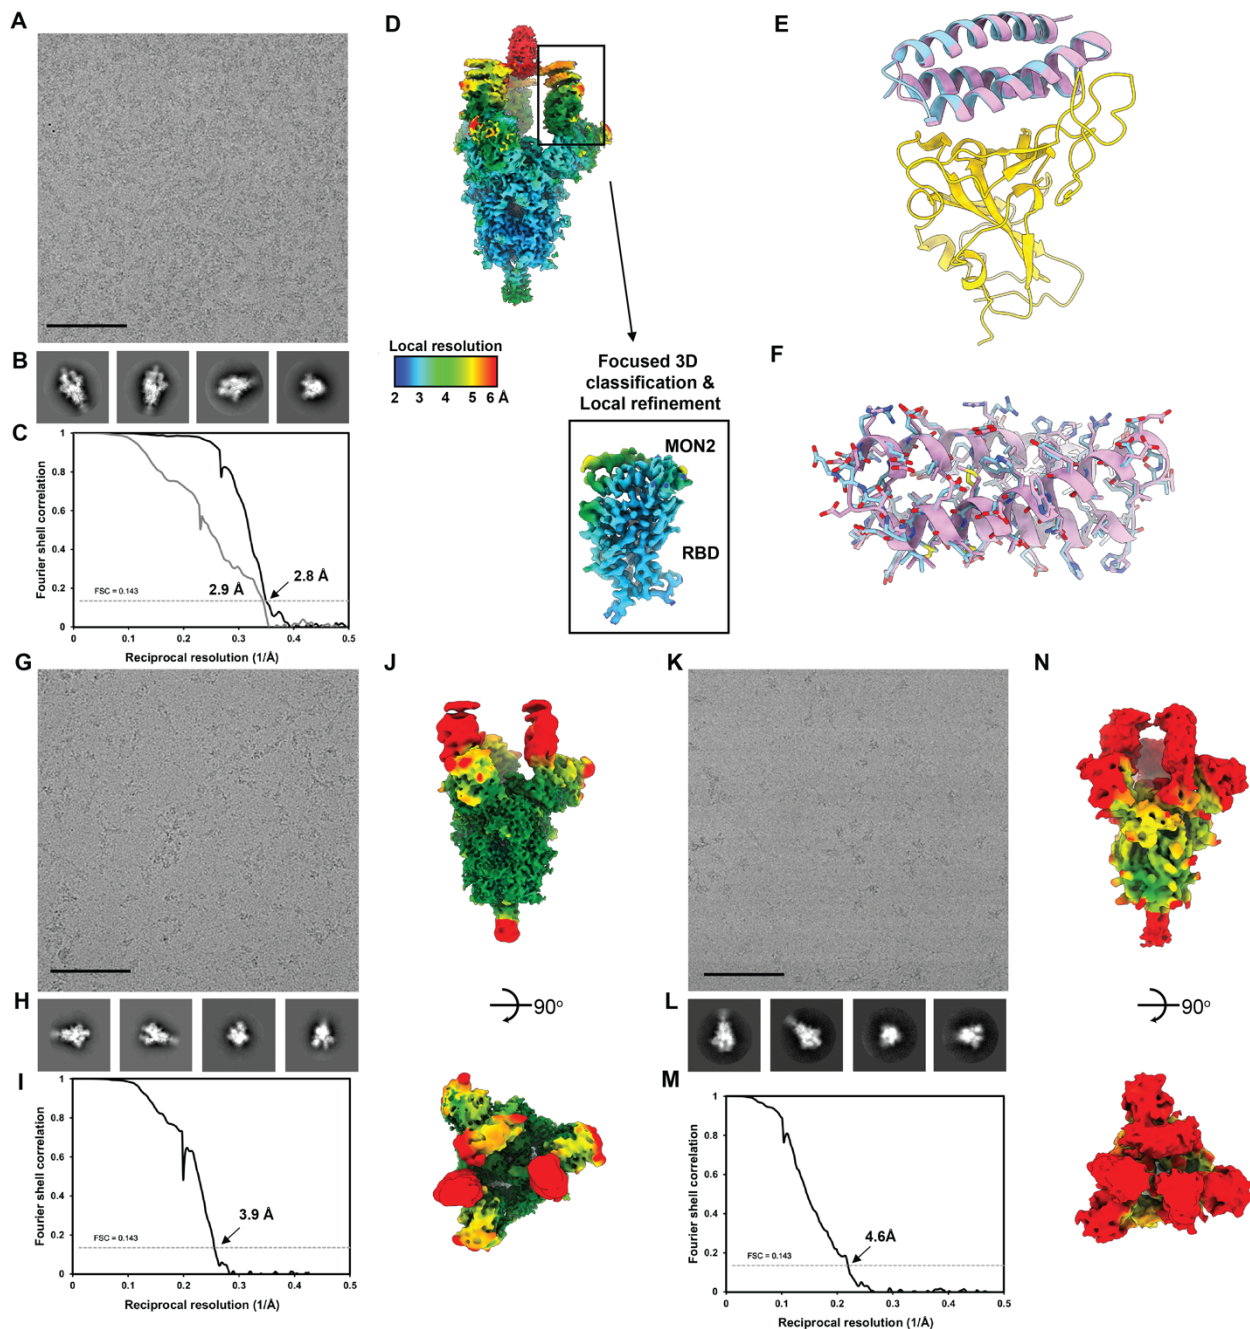 A
D
E
Local resolution
2 3 4 5 6 Å
Focused 3D
classification &
Local refinement
MON2
RBD
B
C
1
0.8
0.6
0.4
0.2
0
Fourier shell correlation
FSC = 0.143
2.9 Å
2.8 Å
0 0.1 0.2 0.3 0.4 0.5
Reciprocal resolution (1/Å)
F
G
J
K
N
90°
90°
H
I
1
0.8
0.6
0.4
0.2
0
Fourier shell correlation
FSC = 0.143
3.9 Å
0 0.1 0.2 0.3 0.4 0.5
Reciprocal resolution (1/Å)
L
M
1
0.8
0.6
0.4
0.2
0
Fourier shell correlation
FSC = 0.143
4.6Å
0 0.1 0.2 0.3 0.4 0.5
Reciprocal resolution (1/Å)